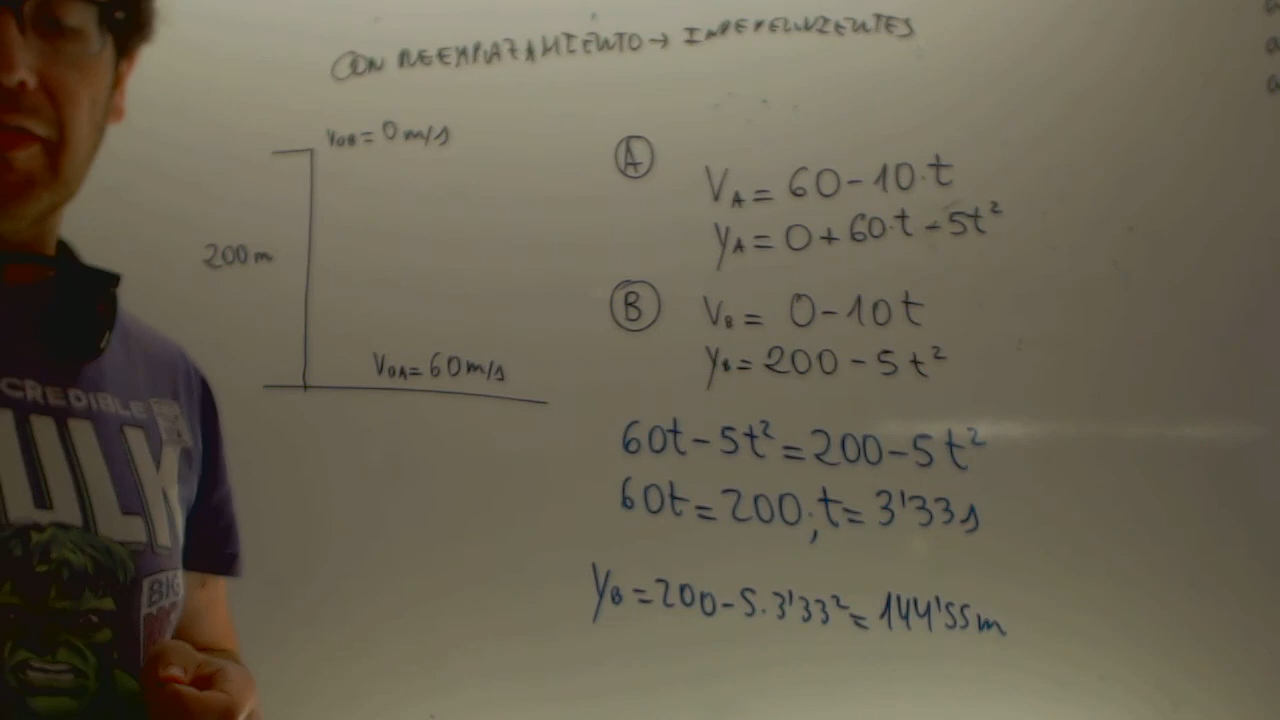 CON REEMPLAZAMIENTO → INDEPENDIENTES
V₀B = 0 m/s
200 m
V₀A = 60 m/s
A
VA = 60 - 10·t
yA = 0 + 60·t - 5t²
B
VB = 0 - 10t
yB = 200 - 5t²
60t - 5t² = 200 - 5t²
60t = 200; t = 3'33 s
yB = 200 - 5·3'33² = 144'55 m
CREDIBLE
ULK
BIG